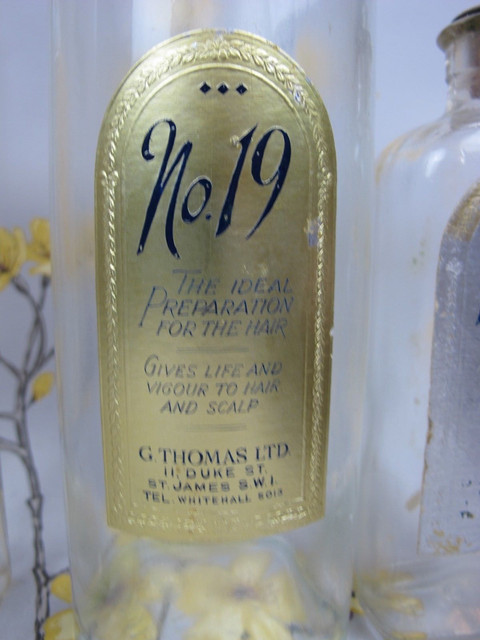 No. 19
THE IDEAL
PREPARATION
FOR THE HAIR
GIVES LIFE AND
VIGOUR TO HAIR
AND SCALP
G. THOMAS LTD.
11, DUKE ST.
ST. JAMES S.W.1.
TEL. WHITEHALL 5013